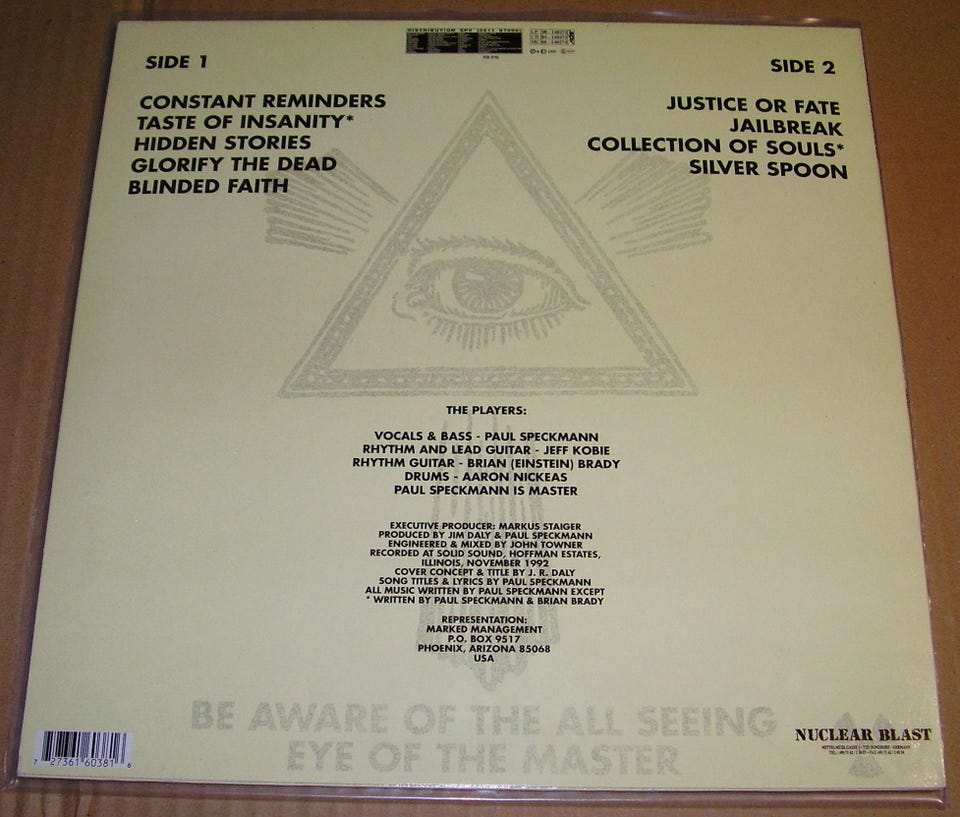 DISTRIBUTION SPV
SIDE 1
CONSTANT REMINDERS
TASTE OF INSANITY*
HIDDEN STORIES
GLORIFY THE DEAD
BLINDED FAITH
SIDE 2
JUSTICE OR FATE
JAILBREAK
COLLECTION OF SOULS*
SILVER SPOON
THE PLAYERS:
VOCALS & BASS - PAUL SPECKMANN
RHYTHM AND LEAD GUITAR - JEFF KOBIE
RHYTHM GUITAR - BRIAN (EINSTEIN) BRADY
DRUMS - AARON NICKEAS
PAUL SPECKMANN IS MASTER
EXECUTIVE PRODUCER: MARKUS STAIGER
PRODUCED BY JIM DALY & PAUL SPECKMANN
ENGINEERED & MIXED BY JOHN TOWNER
RECORDED AT SOLID SOUND, HOFFMAN ESTATES,
ILLINOIS, NOVEMBER 1992
COVER CONCEPT & TITLE BY J. R. DALY
SONG TITLES & LYRICS BY PAUL SPECKMANN
ALL MUSIC WRITTEN BY PAUL SPECKMANN EXCEPT
* WRITTEN BY PAUL SPECKMANN & BRIAN BRADY
REPRESENTATION:
MARKED MANAGEMENT
P.O. BOX 9517
PHOENIX, ARIZONA 85068
USA
BE AWARE OF THE ALL SEEING
EYE OF THE MASTER
NUCLEAR BLAST
7 27361 60381 6